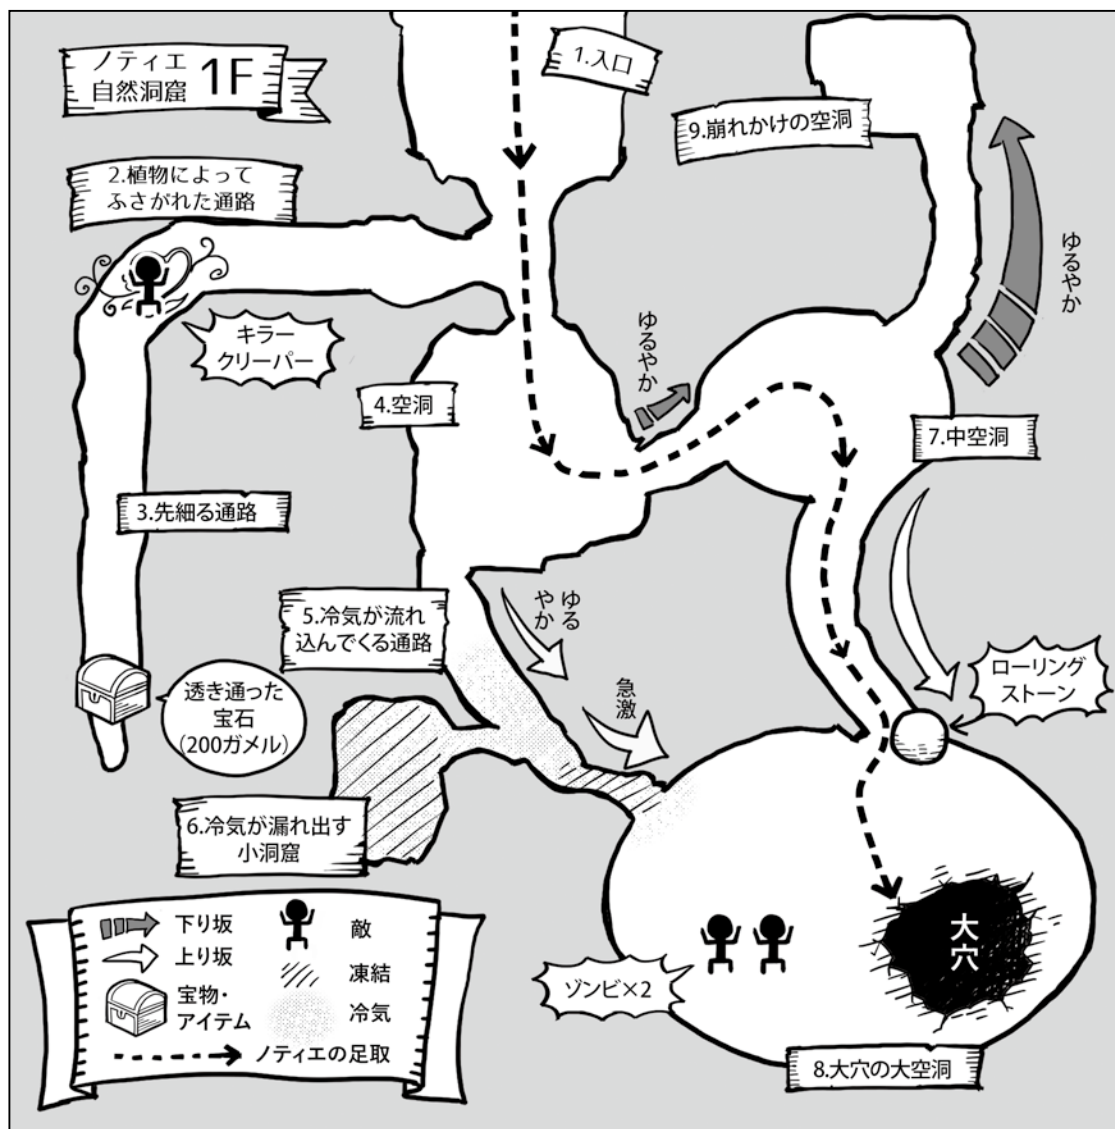 ノティエ
自然洞窟 1F
1.入口
9.崩れかけの空洞
2.植物によって
ふさがれた通路
ゆるやか
キラー
クリーパー
ゆるやか
4.空洞
7.中空洞
3.先細る通路
5.冷気が流れ
込んでくる通路
ゆる
やか
ローリング
ストーン
透き通った
宝石
(200ガメル)
急激
6.冷気が漏れ出す
小洞窟
大穴
ゾンビ×2
8.大穴の大空洞
下り坂
敵
上り坂
凍結
宝物・
アイテム
冷気
ノティエの足取